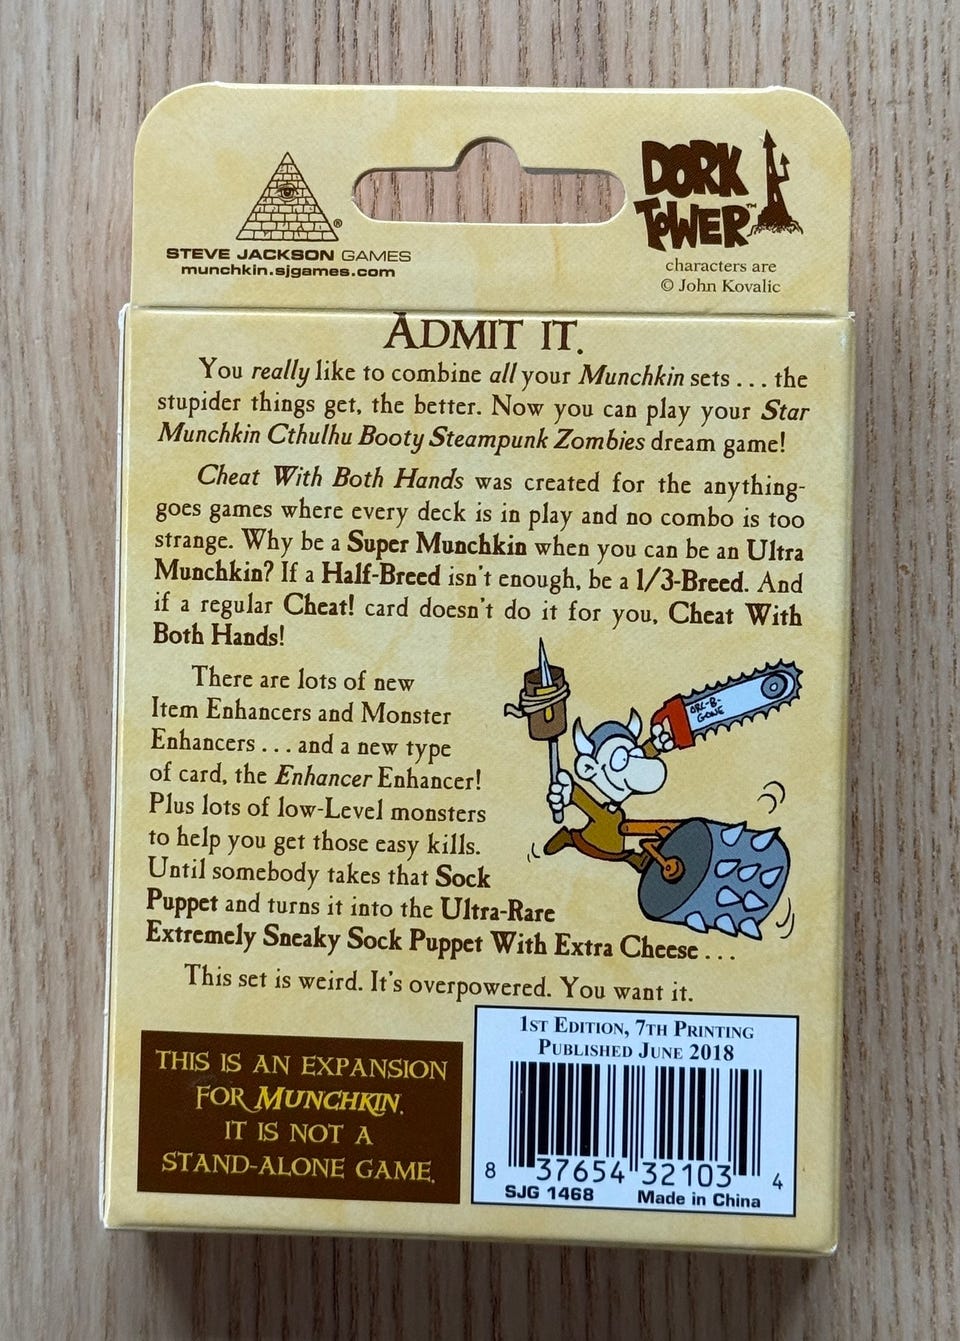 STEVE JACKSON GAMES
munchkin.sjgames.com
DORK
TOWER™
characters are
© John Kovalic
ADMIT IT.
You really like to combine all your Munchkin sets . . . the
stupider things get, the better. Now you can play your Star
Munchkin Cthulhu Booty Steampunk Zombies dream game!
Cheat With Both Hands was created for the anything-
goes games where every deck is in play and no combo is too
strange. Why be a Super Munchkin when you can be an Ultra
Munchkin? If a Half-Breed isn't enough, be a 1/3-Breed. And
if a regular Cheat! card doesn't do it for you, Cheat With
Both Hands!
There are lots of new
Item Enhancers and Monster
Enhancers . . . and a new type
of card, the Enhancer Enhancer!
Plus lots of low-Level monsters
to help you get those easy kills.
Until somebody takes that Sock
Puppet and turns it into the Ultra-Rare
Extremely Sneaky Sock Puppet With Extra Cheese . . .
This set is weird. It's overpowered. You want it.
ORL-B-
GONE
THIS IS AN EXPANSION
FOR MUNCHKIN.
IT IS NOT A
STAND-ALONE GAME.
1ST EDITION, 7TH PRINTING
PUBLISHED JUNE 2018
8 37654 32103 4
SJG 1468 Made in China